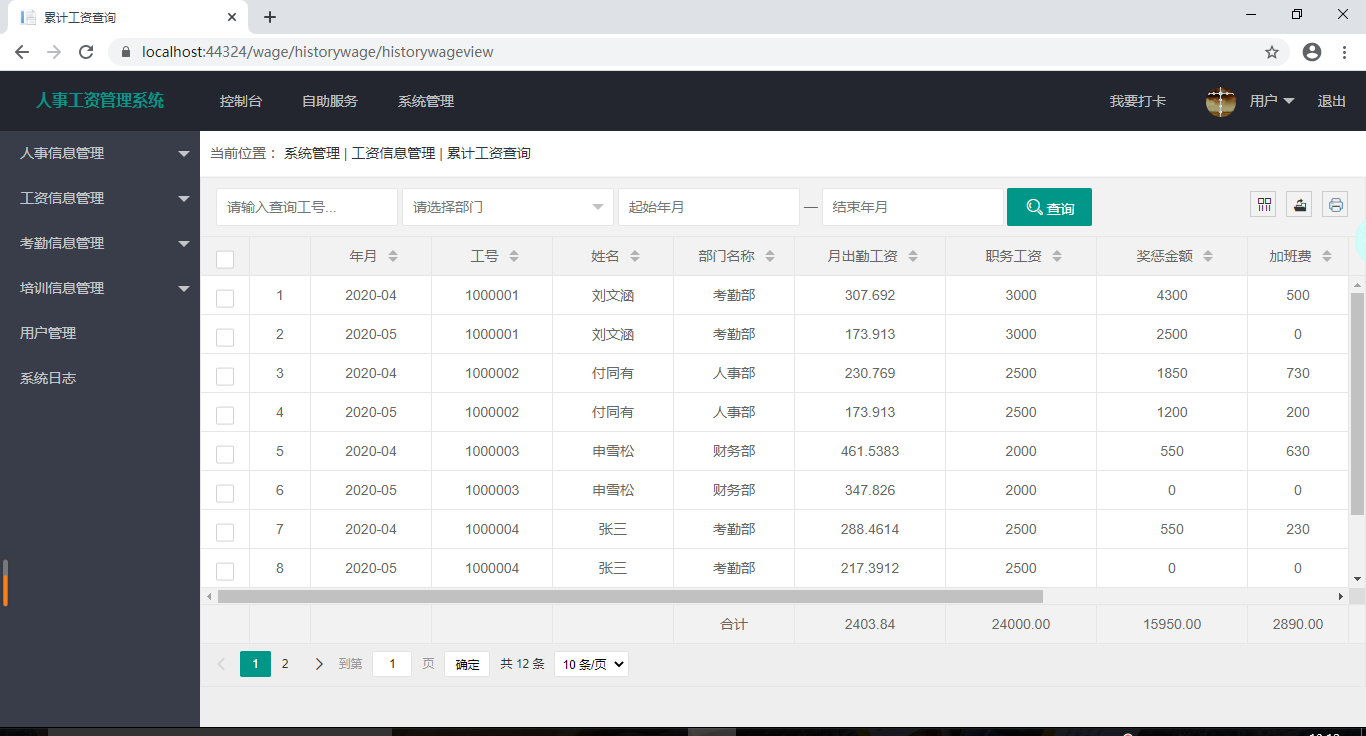 累计工资查询
localhost:44324/wage/historywage/historywageview
人事工资管理系统 控制台 自助服务 系统管理 我要打卡 用户 退出
人事信息管理
工资信息管理
考勤信息管理
培训信息管理
用户管理
系统日志
当前位置： 系统管理 | 工资信息管理 | 累计工资查询
请输入查询工号... 请选择部门 起始年月 — 结束年月 查询
年月 工号 姓名 部门名称 月出勤工资 职务工资 奖惩金额 加班费
1 2020-04 1000001 刘文涵 考勤部 307.692 3000 4300 500
2 2020-05 1000001 刘文涵 考勤部 173.913 3000 2500 0
3 2020-04 1000002 付同有 人事部 230.769 2500 1850 730
4 2020-05 1000002 付同有 人事部 173.913 2500 1200 200
5 2020-04 1000003 申雪松 财务部 461.5383 2000 550 630
6 2020-05 1000003 申雪松 财务部 347.826 2000 0 0
7 2020-04 1000004 张三 考勤部 288.4614 2500 550 230
8 2020-05 1000004 张三 考勤部 217.3912 2500 0 0
合计 2403.84 24000.00 15950.00 2890.00
1 2 到第 1 页 确定 共 12 条 10 条/页